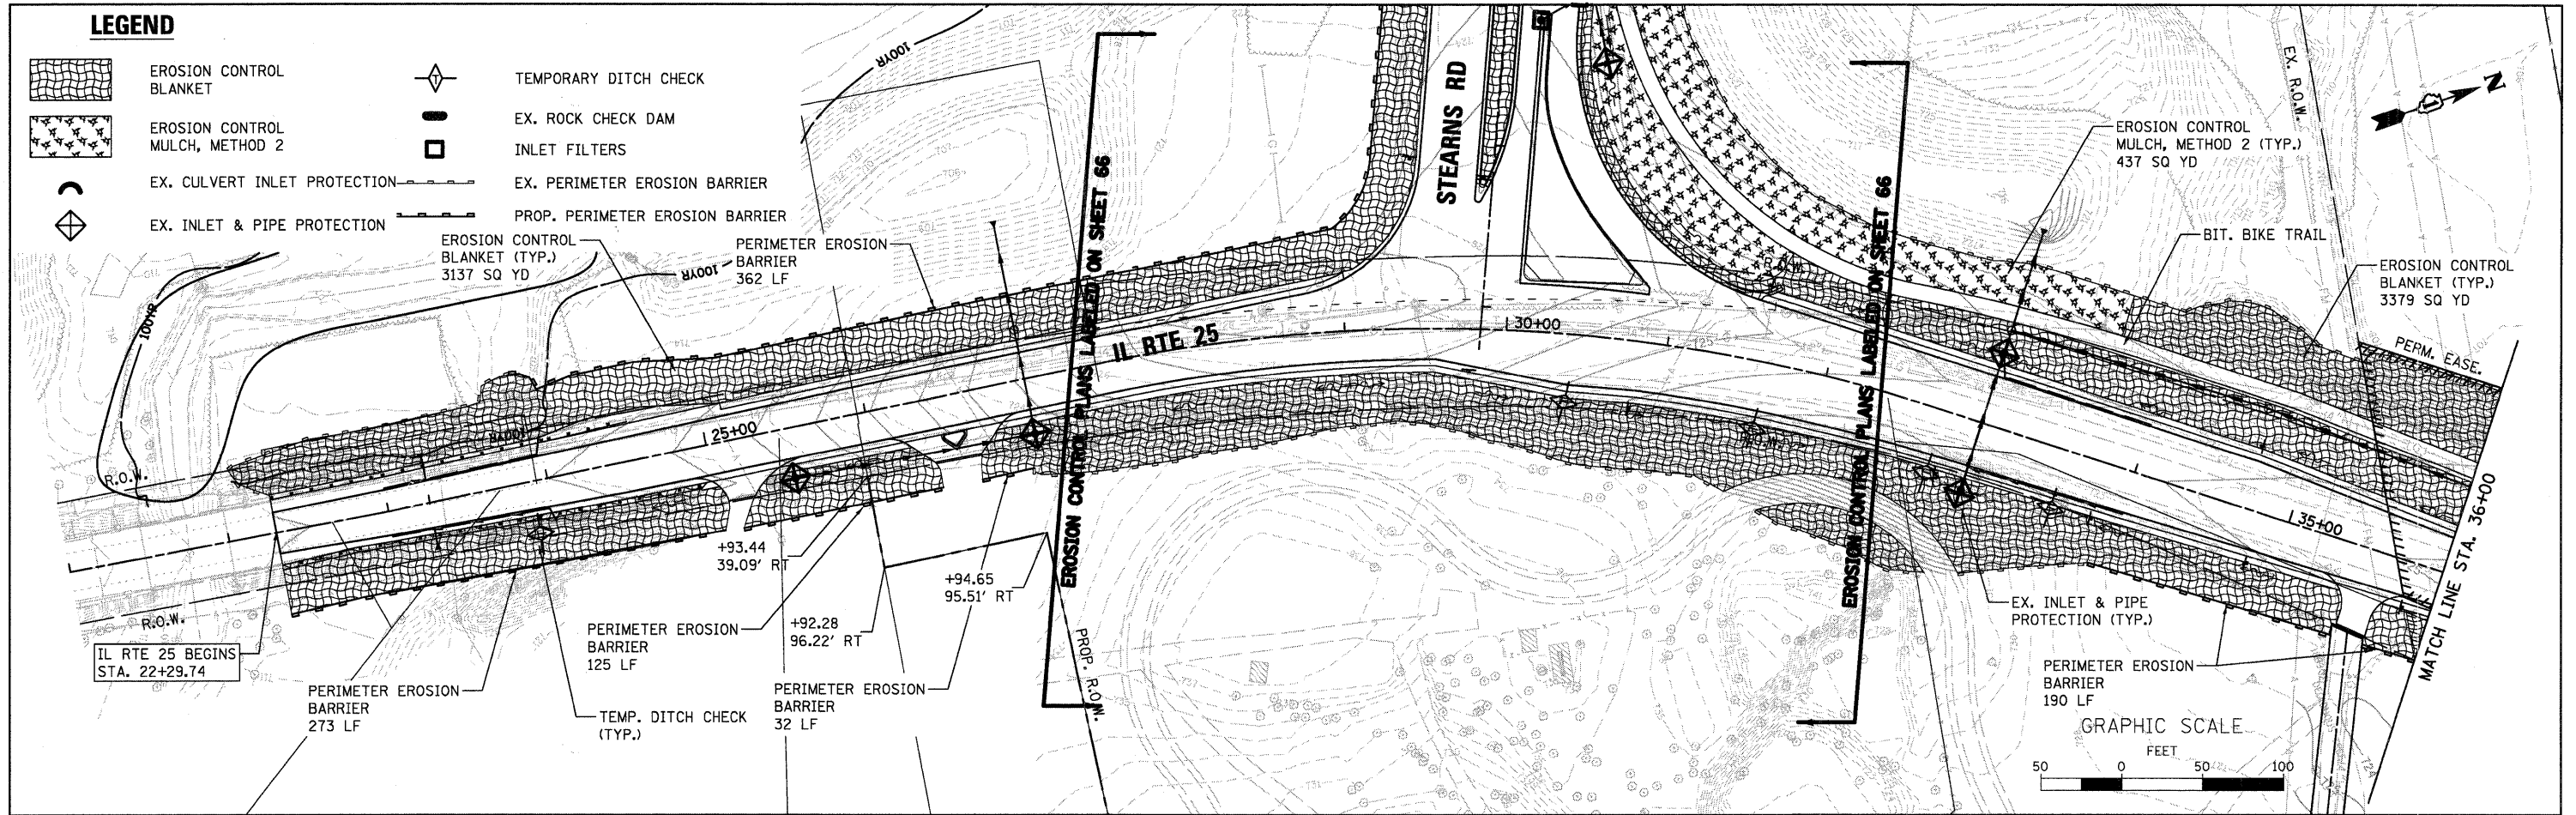 LEGEND
EROSION CONTROL
BLANKET
EROSION CONTROL
MULCH, METHOD 2
EX. CULVERT INLET PROTECTION
EX. INLET & PIPE PROTECTION
T
TEMPORARY DITCH CHECK
EX. ROCK CHECK DAM
INLET FILTERS
EX. PERIMETER EROSION BARRIER
PROP. PERIMETER EROSION BARRIER
EROSION CONTROL
BLANKET (TYP.)
3137 SQ YD
PERIMETER EROSION
BARRIER
362 LF
100YR
100YR
100YR
EROSION CONTROL PLANS LABELED ON SHEET 66
STEARNS RD
IL RTE 25
EROSION CONTROL PLANS LABELED ON SHEET 66
EX. R.O.W.
N
EROSION CONTROL
MULCH, METHOD 2 (TYP.)
437 SQ YD
BIT. BIKE TRAIL
EROSION CONTROL
BLANKET (TYP.)
3379 SQ YD
PERM. EASE.
R.O.W.
R.O.W.
R.O.W.
25+00
30+00
35+00
MATCH LINE STA. 36+00
R.O.W.
IL RTE 25 BEGINS
STA. 22+29.74
PERIMETER EROSION
BARRIER
273 LF
TEMP. DITCH CHECK
(TYP.)
PERIMETER EROSION
BARRIER
125 LF
+93.44
39.09' RT
+92.28
96.22' RT
+94.65
95.51' RT
PERIMETER EROSION
BARRIER
32 LF
PROP. R.O.W.
EX. INLET & PIPE
PROTECTION (TYP.)
PERIMETER EROSION
BARRIER
190 LF
GRAPHIC SCALE
FEET
50 0 50 100